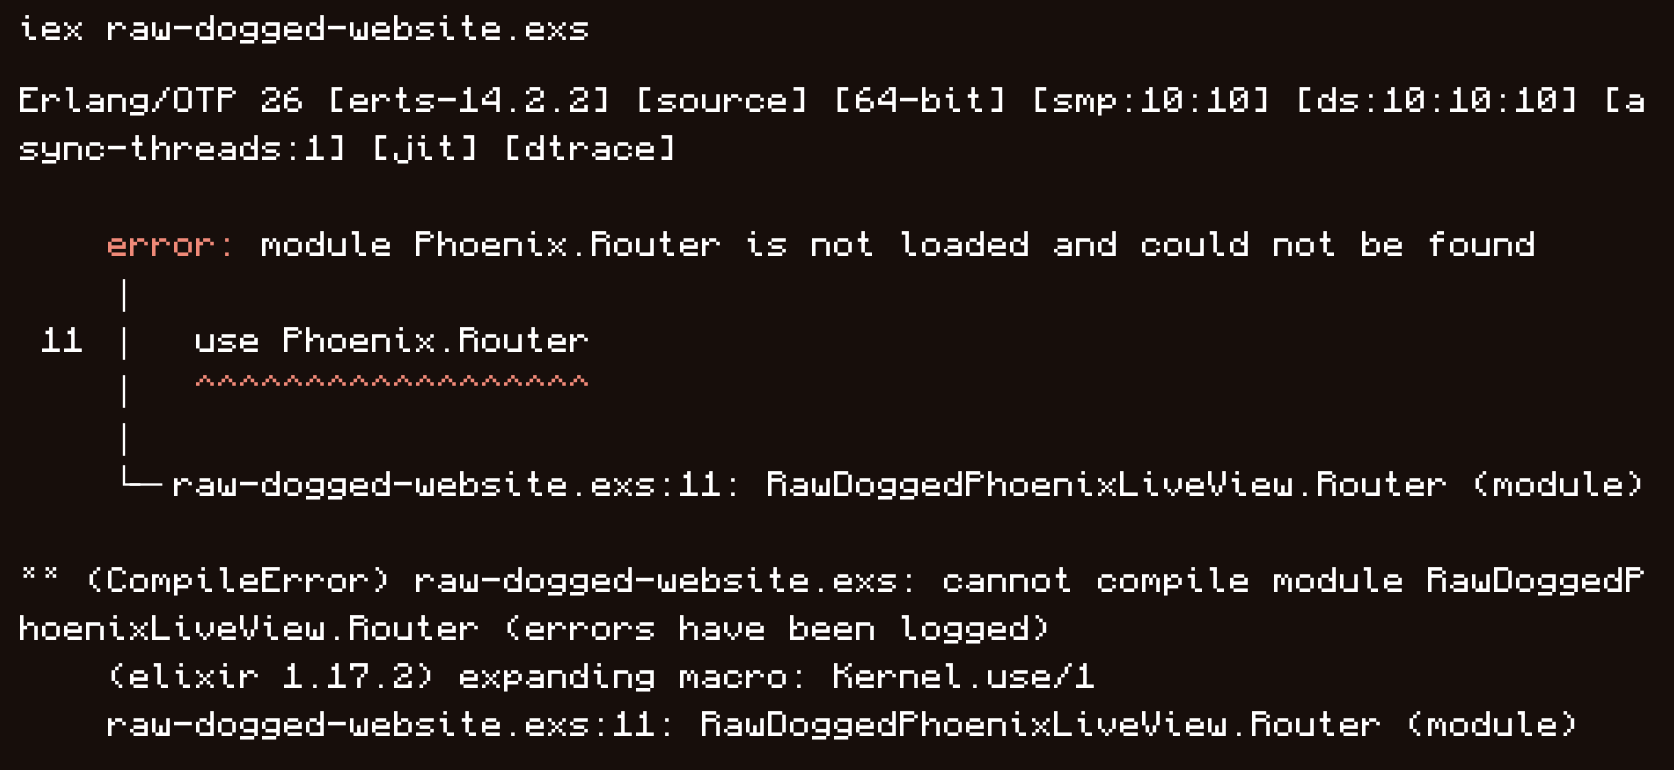 iex raw-dogged-website.exs
Erlang/OTP 26 [erts-14.2.2] [source] [64-bit] [smp:10:10] [ds:10:10:10] [a
sync-threads:1] [jit] [dtrace]
error: module Phoenix.Router is not loaded and could not be found
│
11 │   use Phoenix.Router
│   ^^^^^^^^^^^^^^^^^^
│
└─ raw-dogged-website.exs:11: RawDoggedPhoenixLiveView.Router (module)
** (CompileError) raw-dogged-website.exs: cannot compile module RawDoggedP
hoenixLiveView.Router (errors have been logged)
(elixir 1.17.2) expanding macro: Kernel.use/1
raw-dogged-website.exs:11: RawDoggedPhoenixLiveView.Router (module)